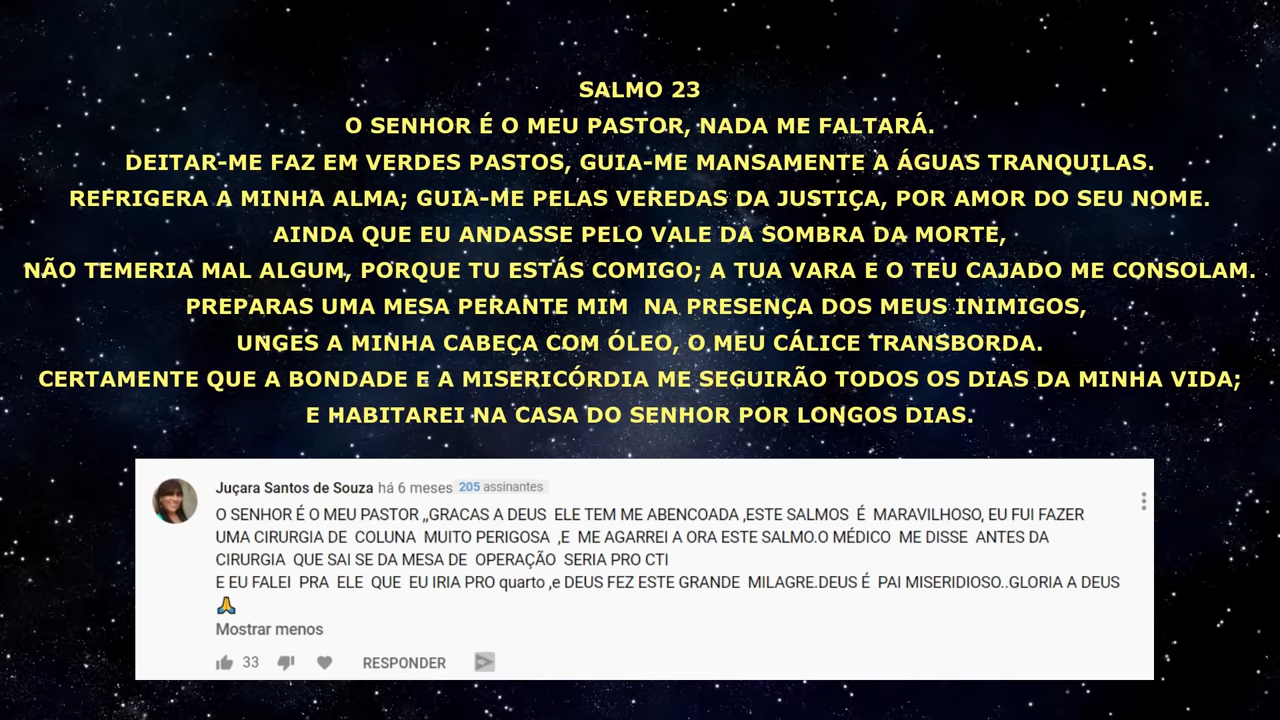 SALMO 23
O SENHOR É O MEU PASTOR, NADA ME FALTARÁ.
DEITAR-ME FAZ EM VERDES PASTOS, GUIA-ME MANSAMENTE A ÁGUAS TRANQUILAS.
REFRIGERA A MINHA ALMA; GUIA-ME PELAS VEREDAS DA JUSTIÇA, POR AMOR DO SEU NOME.
AINDA QUE EU ANDASSE PELO VALE DA SOMBRA DA MORTE,
NÃO TEMERIA MAL ALGUM, PORQUE TU ESTÁS COMIGO; A TUA VARA E O TEU CAJADO ME CONSOLAM.
PREPARAS UMA MESA PERANTE MIM  NA PRESENÇA DOS MEUS INIMIGOS,
UNGES A MINHA CABEÇA COM ÓLEO, O MEU CÁLICE TRANSBORDA.
CERTAMENTE QUE A BONDADE E A MISERICÓRDIA ME SEGUIRÃO TODOS OS DIAS DA MINHA VIDA;
E HABITAREI NA CASA DO SENHOR POR LONGOS DIAS.
Juçara Santos de Souza há 6 meses 205 assinantes
O SENHOR É O MEU PASTOR ,,GRACAS A DEUS  ELE TEM ME ABENCOADA ,ESTE SALMOS  É  MARAVILHOSO, EU FUI FAZER
UMA CIRURGIA DE  COLUNA  MUITO PERIGOSA  ,E  ME AGARREI A ORA ESTE SALMO.O MÉDICO  ME DISSE  ANTES DA
CIRURGIA  QUE SAI SE DA MESA DE  OPERAÇÃO  SERIA PRO CTI
E EU FALEI  PRA  ELE  QUE  EU IRIA PRO quarto ,e DEUS FEZ ESTE GRANDE  MILAGRE.DEUS É  PAI MISERIDIOSO..GLORIA A DEUS
🙏
Mostrar menos
33 RESPONDER